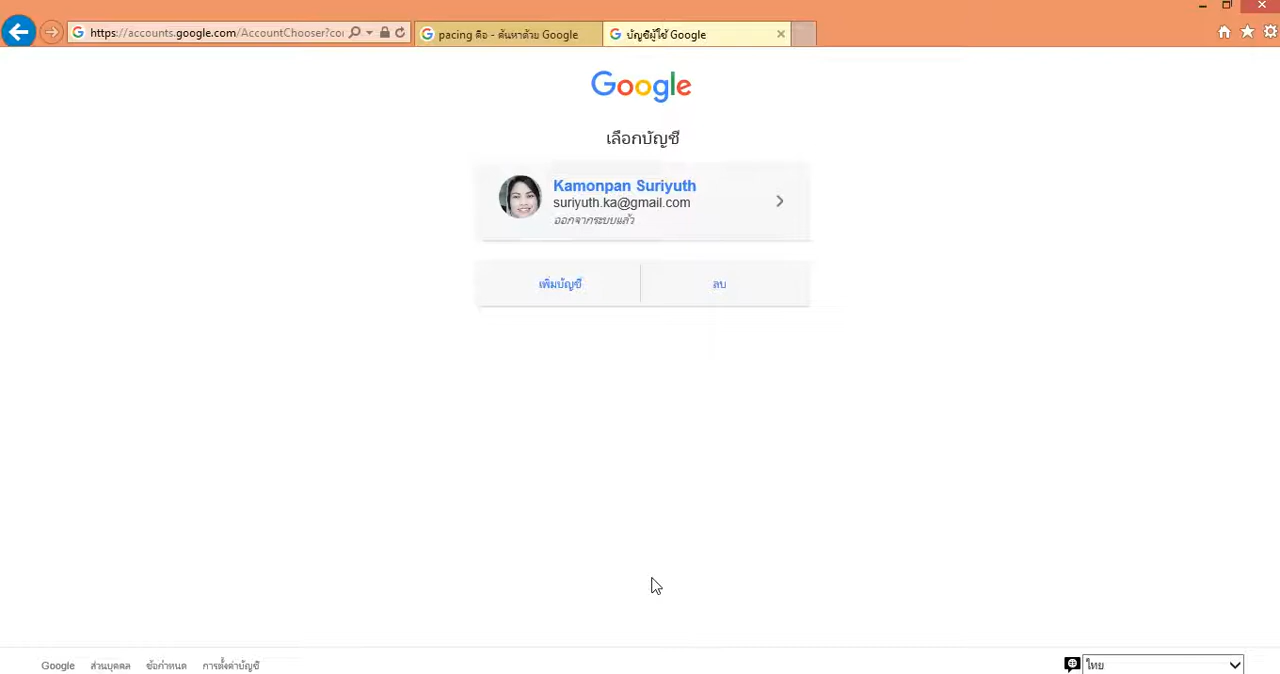 https://accounts.google.com/AccountChooser?co
pacing คือ - ค้นหาด้วย Google
บัญชีผู้ใช้ Google
Google
เลือกบัญชี
Kamonpan Suriyuth
suriyuth.ka@gmail.com
ออกจากระบบแล้ว
เพิ่มบัญชี
ลบ
Google
ส่วนบุคคล
ข้อกำหนด
การตั้งค่าบัญชี
ไทย